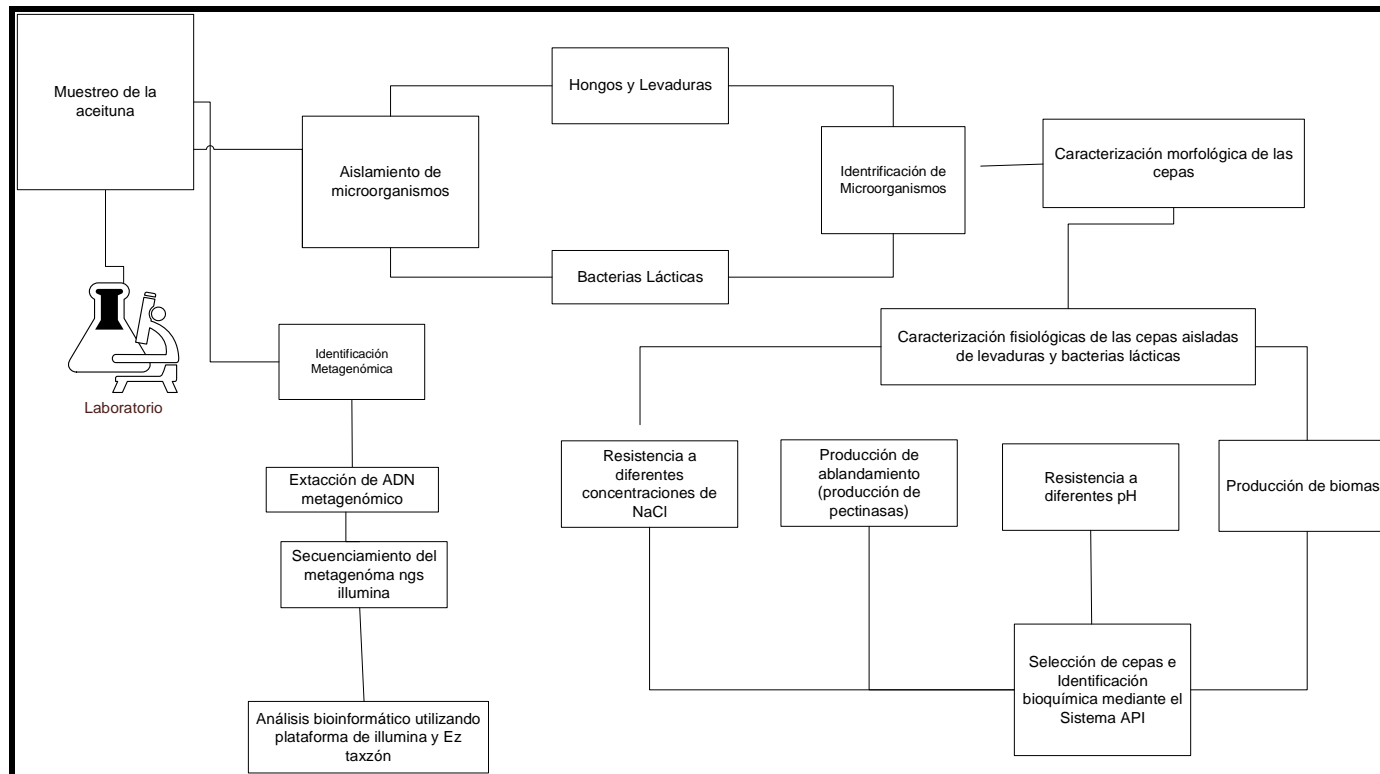 Muestreo de la
aceituna
Hongos y Levaduras
Aislamiento de
microorganismos
Identrificación de
Microorganismos
Caracterización morfológica de las
cepas
Bacterias Lácticas
Laboratorio
Identificación
Metagenómica
Caracterización fisiológicas de las cepas aisladas
de levaduras y bacterias lácticas
Extacción de ADN
metagenómico
Secuenciamiento del
metagenóma ngs
illumina
Análisis bioinformático utilizando
plataforma de illumina y Ez
taxzón
Resistencia a
diferentes
concentraciones de
NaCl
Producción de
ablandamiento
(producción de
pectinasas)
Resistencia a
diferentes pH
Producción de biomas
Selección de cepas e
Identificación
bioquímica mediante el
Sistema API